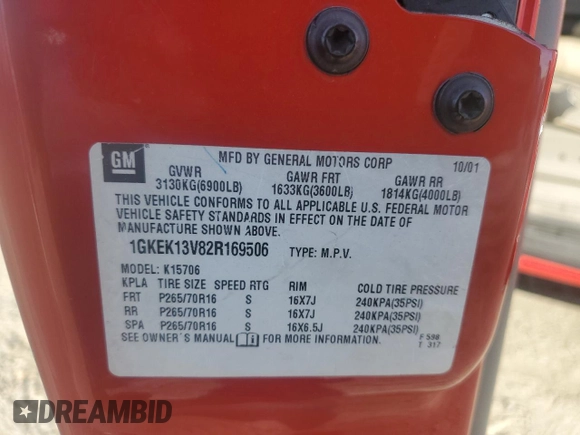 GM
MFD BY GENERAL MOTORS CORP 10/01
GVWR GAWR FRT GAWR RR
3130KG(6900LB) 1633KG(3600LB) 1814KG(4000LB)
THIS VEHICLE CONFORMS TO ALL APPLICABLE U.S. FEDERAL MOTOR
VEHICLE SAFETY STANDARDS IN EFFECT ON THE DATE OF
MANUFACTURE SHOWN ABOVE.
1GKEK13V82R169506 TYPE: M.P.V.
MODEL: K15706
KPLA TIRE SIZE SPEED RTG RIM COLD TIRE PRESSURE
FRT P265/70R16 S 16X7J 240KPA(35PSI)
RR P265/70R16 S 16X7J 240KPA(35PSI)
SPA P265/70R16 S 16X6.5J 240KPA(35PSI)
SEE OWNER'S MANUAL FOR MORE INFORMATION. F 598
T 317
DREAMBID